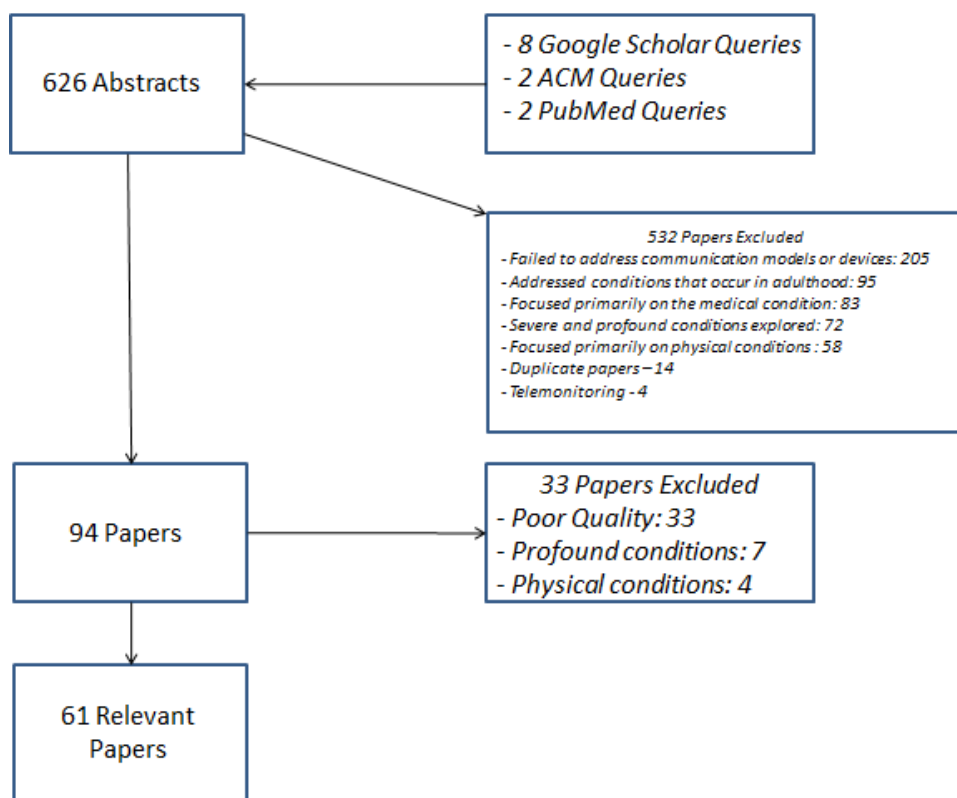 626 Abstracts
- 8 Google Scholar Queries
- 2 ACM Queries
- 2 PubMed Queries
532 Papers Excluded
- Failed to address communication models or devices: 205
- Addressed conditions that occur in adulthood: 95
- Focused primarily on the medical condition: 83
- Severe and profound conditions explored: 72
- Focused primarily on physical conditions : 58
- Duplicate papers – 14
- Telemonitoring - 4
94 Papers
33 Papers Excluded
- Poor Quality: 33
- Profound conditions: 7
- Physical conditions: 4
61 Relevant
Papers